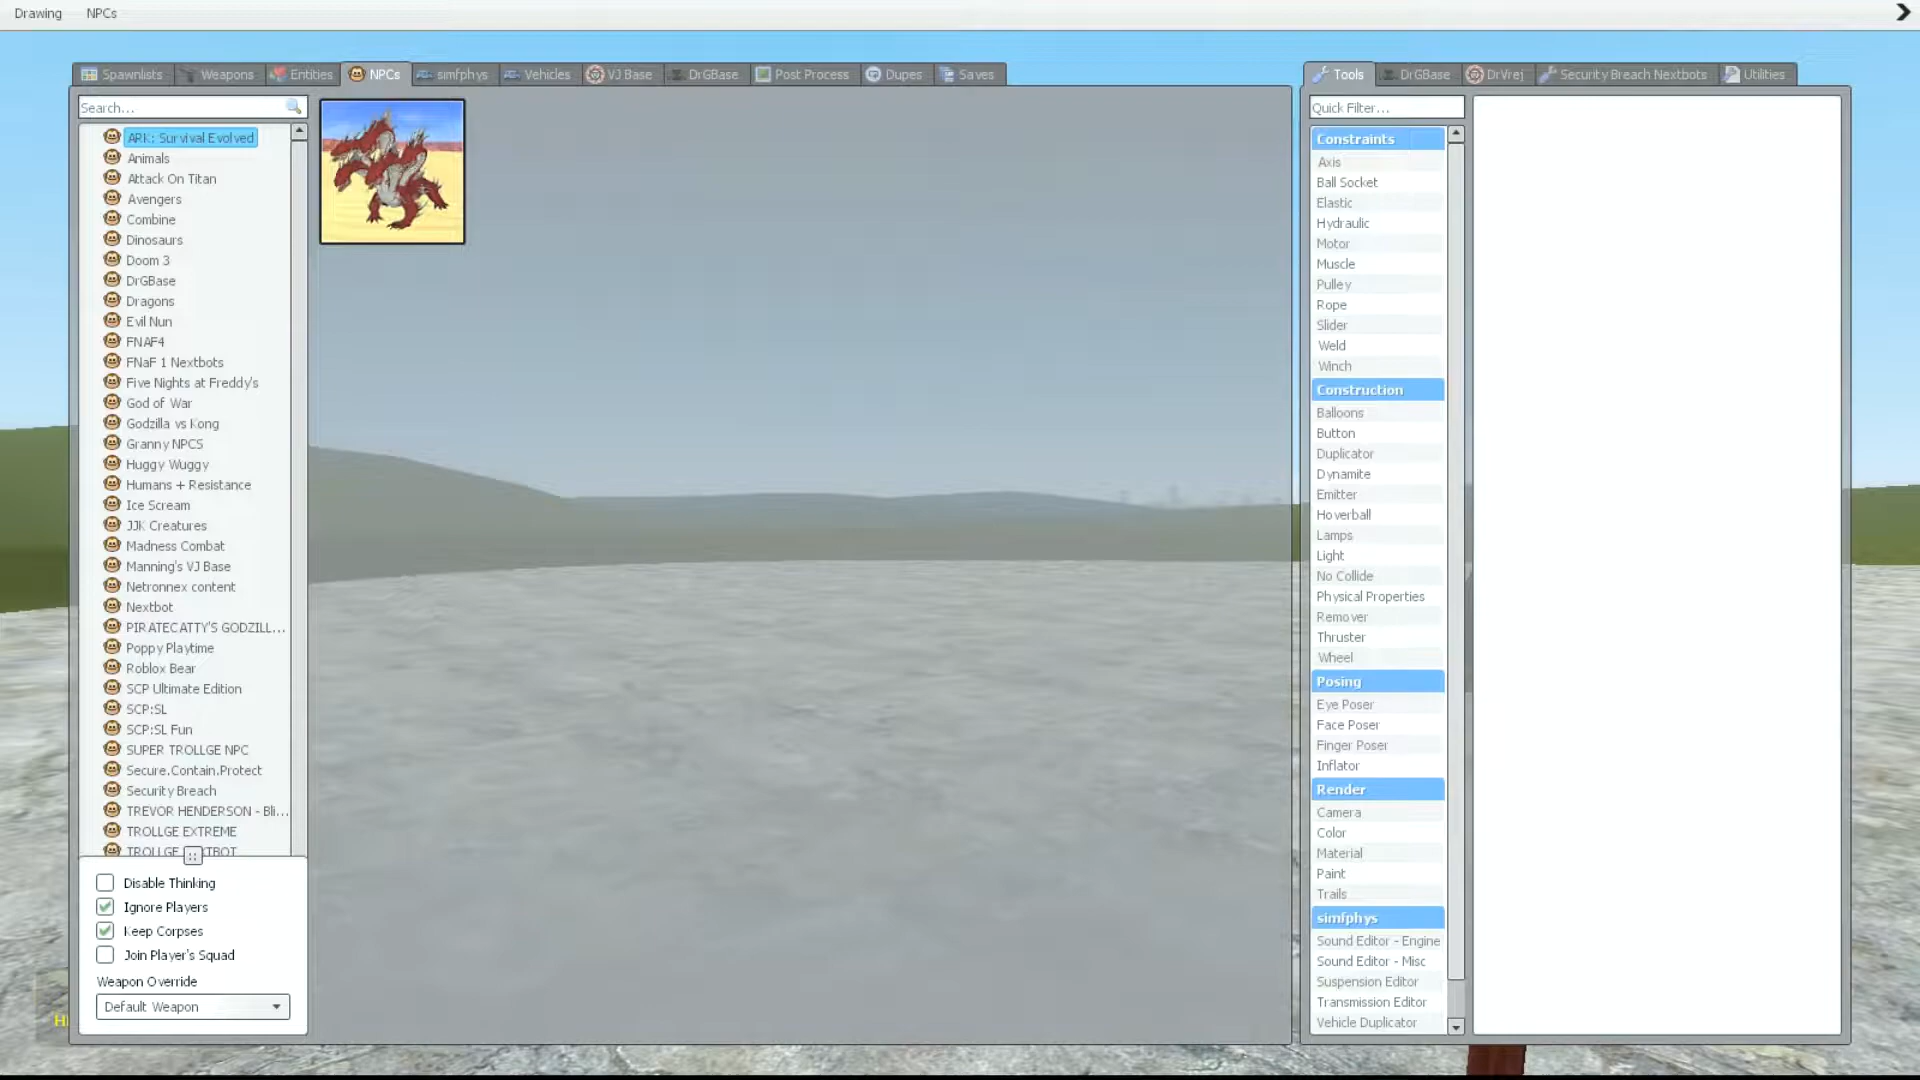 Drawing NPCs
Spawnlists Weapons Entities NPCs simfphys Vehicles VJ Base DrGBase Post Process Dupes Saves
Search...
ARK: Survival Evolved
Animals
Attack On Titan
Avengers
Combine
Dinosaurs
Doom 3
DrGBase
Dragons
Evil Nun
FNAF4
FNaF 1 Nextbots
Five Nights at Freddy's
God of War
Godzilla vs Kong
Granny NPCS
Huggy Wuggy
Humans + Resistance
Ice Scream
JJK Creatures
Madness Combat
Manning's VJ Base
Netronnex content
Nextbot
PIRATECATTY'S GODZILL...
Poppy Playtime
Roblox Bear
SCP Ultimate Edition
SCP:SL
SCP:SL Fun
SUPER TROLLGE NPC
Secure.Contain.Protect
Security Breach
TREVOR HENDERSON - Bli...
TROLLGE EXTREME
Disable Thinking
Ignore Players
Keep Corpses
Join Player's Squad
Weapon Override
Default Weapon
Tools DrGBase DrVrej Security Breach Nextbots Utilities
Quick Filter...
Constraints
Axis
Ball Socket
Elastic
Hydraulic
Motor
Muscle
Pulley
Rope
Slider
Weld
Winch
Construction
Balloons
Button
Duplicator
Dynamite
Emitter
Hoverball
Lamps
Light
No Collide
Physical Properties
Remover
Thruster
Wheel
Posing
Eye Poser
Face Poser
Finger Poser
Inflator
Render
Camera
Color
Material
Paint
Trails
simfphys
Sound Editor - Engine
Sound Editor - Misc
Suspension Editor
Transmission Editor
Vehicle Duplicator